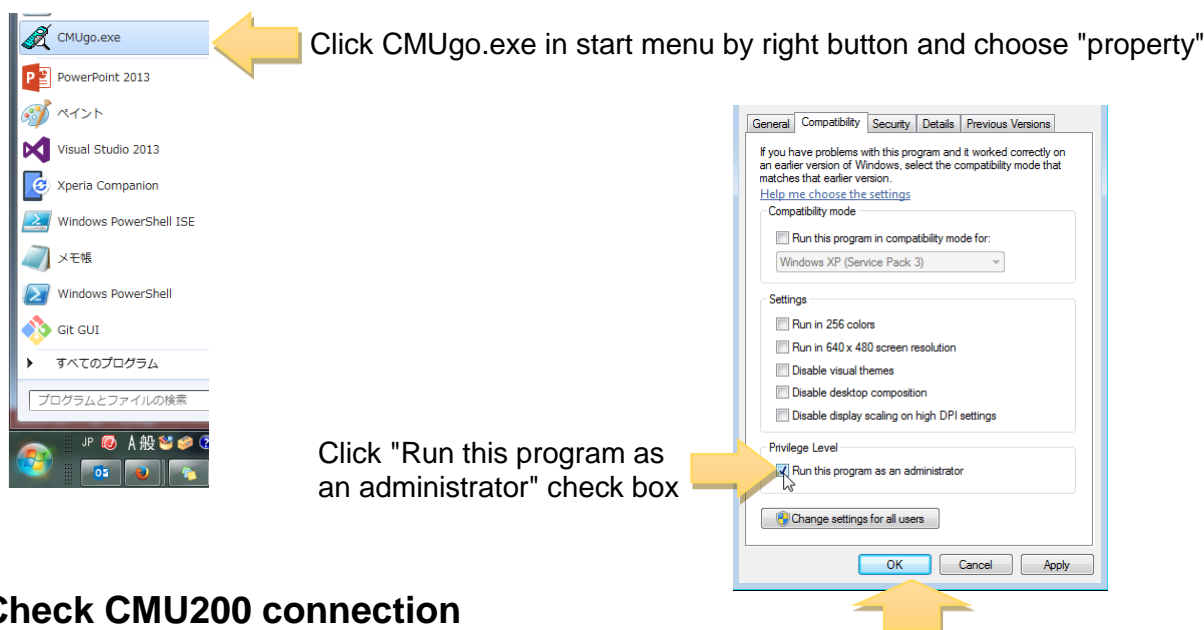 CMUgo.exe
Click CMUgo.exe in start menu by right button and choose "property"
PowerPoint 2013
ペイント
Visual Studio 2013
Xperia Companion
Windows PowerShell ISE
メモ帳
Windows PowerShell
Git GUI
すべてのプログラム
プログラムとファイルの検索
JP A 般
General Compatibility Security Details Previous Versions
If you have problems with this program and it worked correctly on
an earlier version of Windows, select the compatibility mode that
matches that earlier version.
Help me choose the settings
Compatibility mode
Run this program in compatibility mode for:
Windows XP (Service Pack 3)
Settings
Run in 256 colors
Run in 640 x 480 screen resolution
Disable visual themes
Disable desktop composition
Disable display scaling on high DPI settings
Privilege Level
Run this program as an administrator
Change settings for all users
OK Cancel Apply
Click "Run this program as
an administrator" check box
Check CMU200 connection